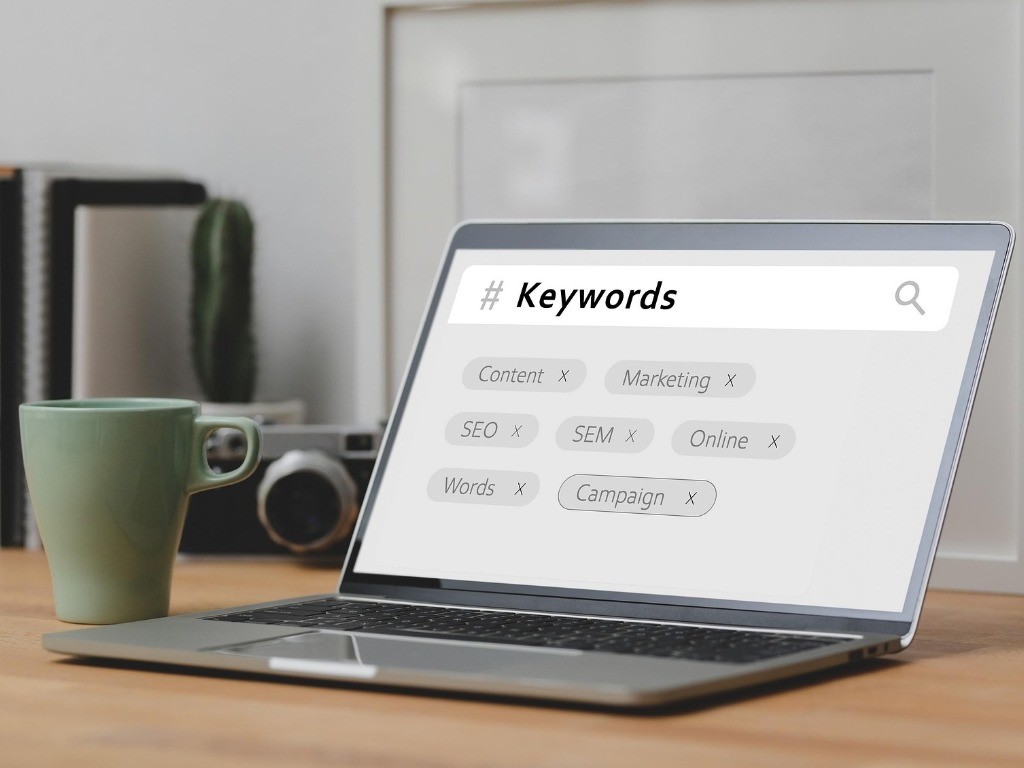 # Keywords
Content x Marketing x
SEO x SEM x Online x
Words x Campaign x